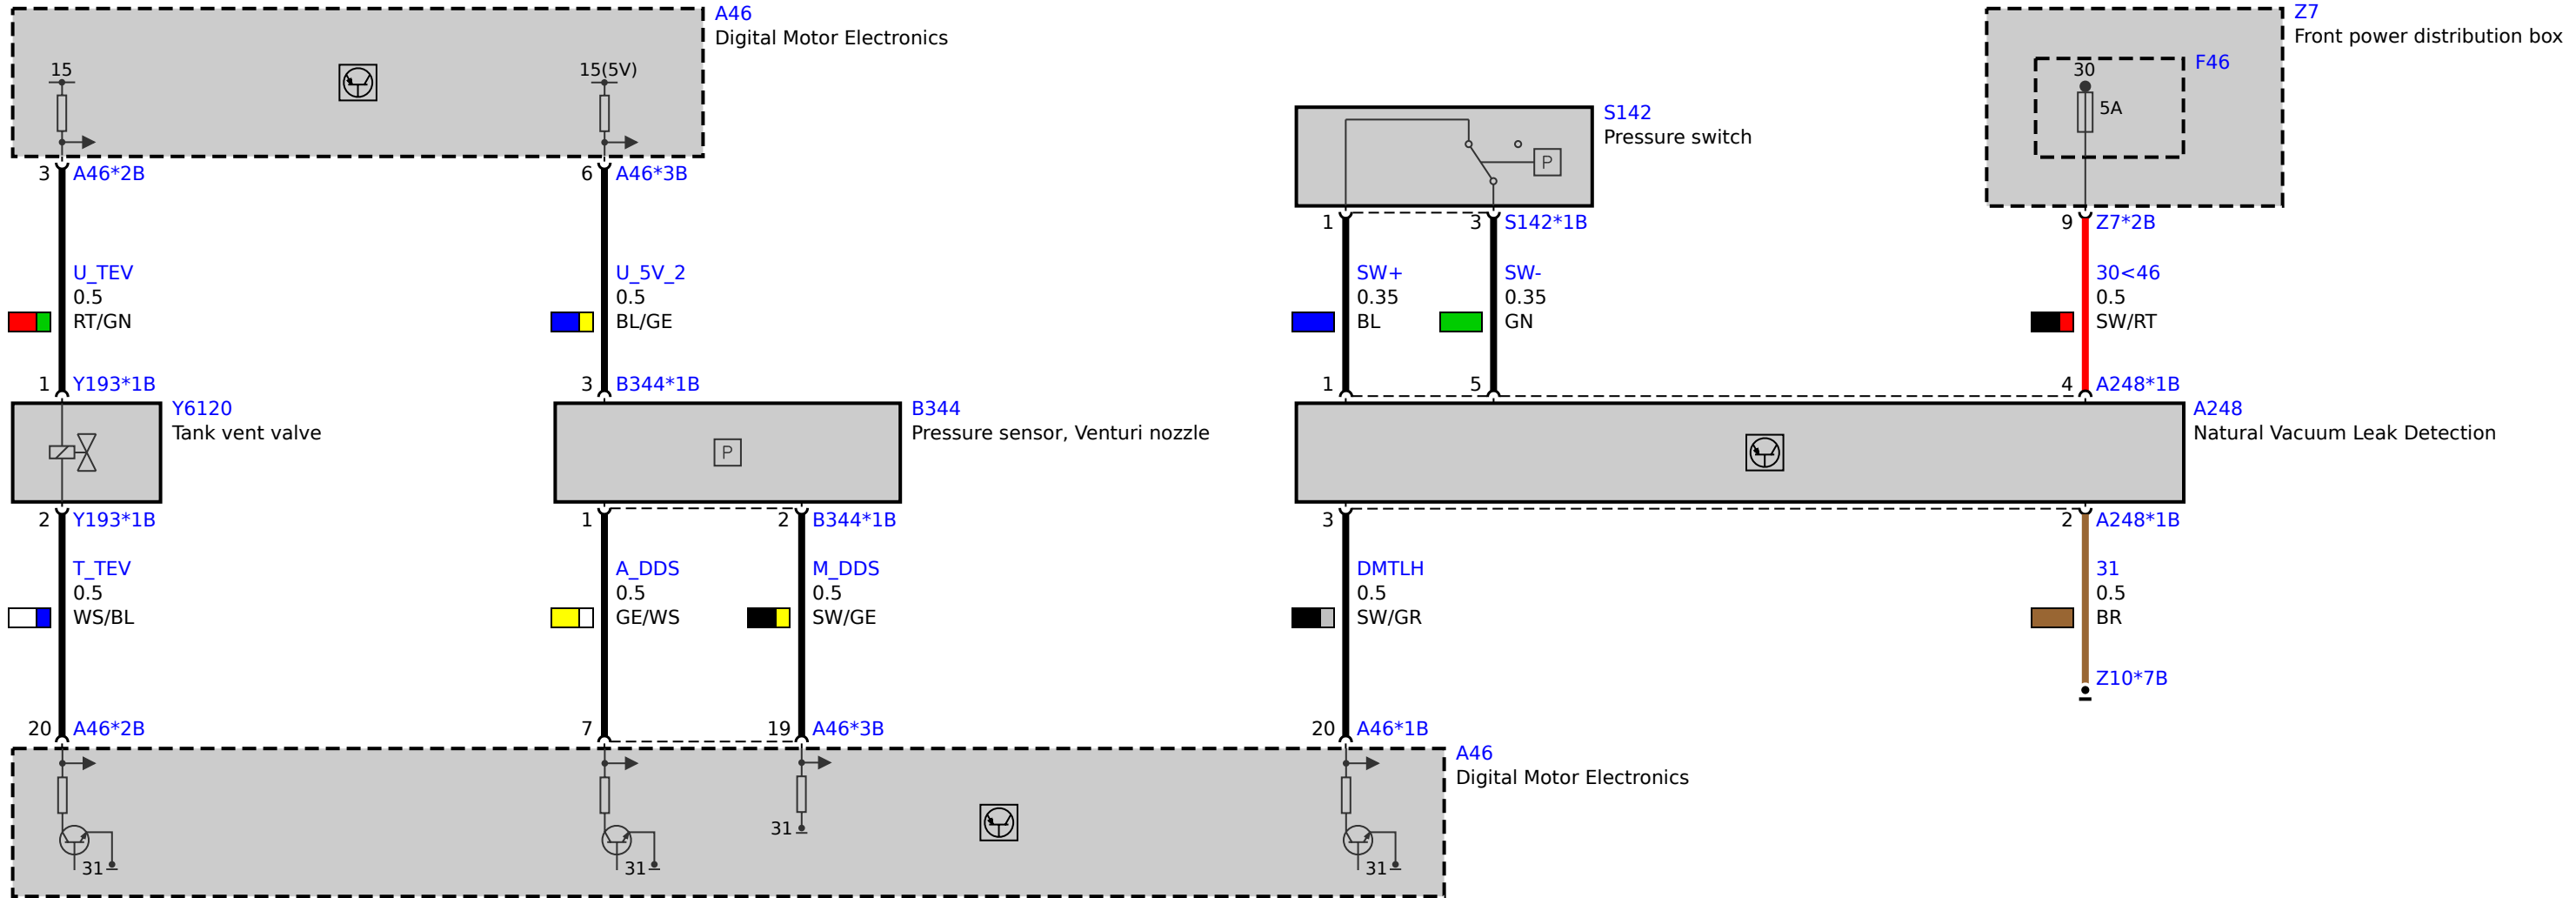 A46
Digital Motor Electronics
Z7
Front power distribution box
15
15(5V)
30
F46
5A
S142
Pressure switch
P
3 A46*2B
6 A46*3B
1
3 S142*1B
9 Z7*2B
U_TEV
0.5
RT/GN
U_5V_2
0.5
BL/GE
SW+
0.35
BL
SW-
0.35
GN
30<46
0.5
SW/RT
1 Y193*1B
3 B344*1B
1
5
4 A248*1B
Y6120
Tank vent valve
P
B344
Pressure sensor, Venturi nozzle
A248
Natural Vacuum Leak Detection
2 Y193*1B
1
2 B344*1B
3
2 A248*1B
T_TEV
0.5
WS/BL
A_DDS
0.5
GE/WS
M_DDS
0.5
SW/GE
DMTLH
0.5
SW/GR
31
0.5
BR
Z10*7B
20 A46*2B
7
19 A46*3B
20 A46*1B
A46
Digital Motor Electronics
31
31
31
31